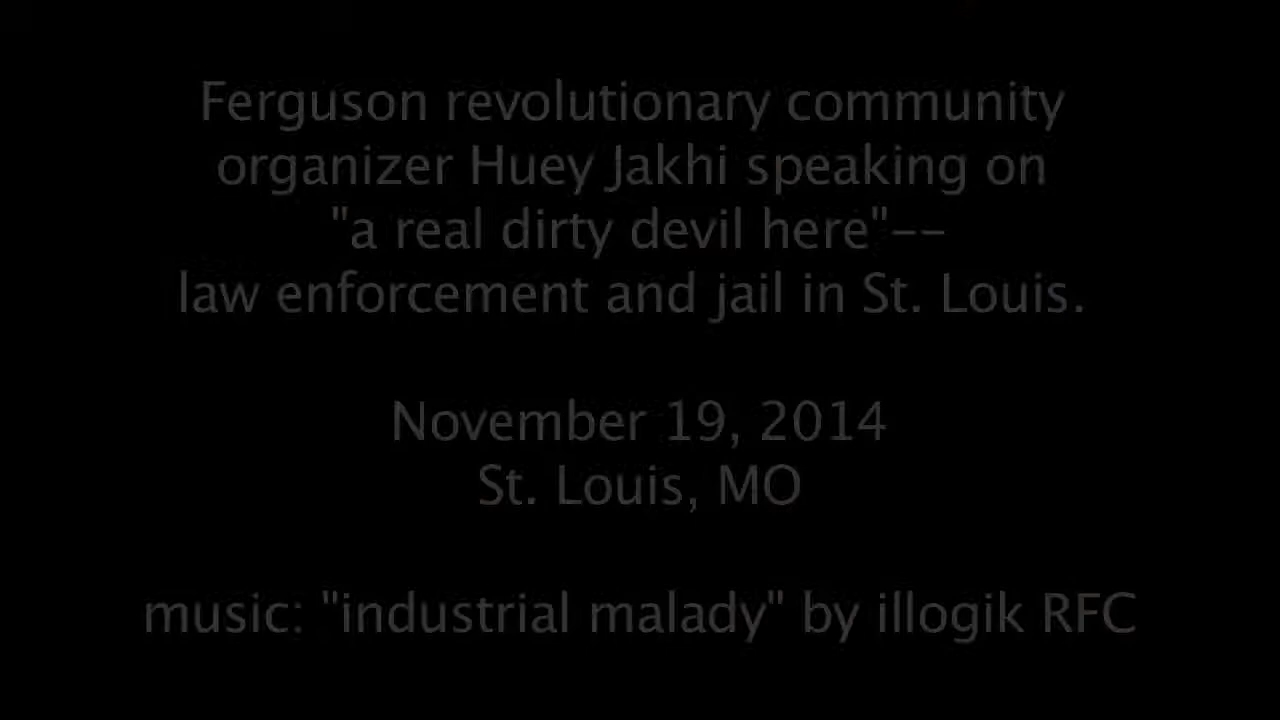 Ferguson revolutionary community
organizer Huey Jakhi speaking on
"a real dirty devil here"--
law enforcement and jail in St. Louis.
November 19, 2014
St. Louis, MO
music: "industrial malady" by illogik RFC